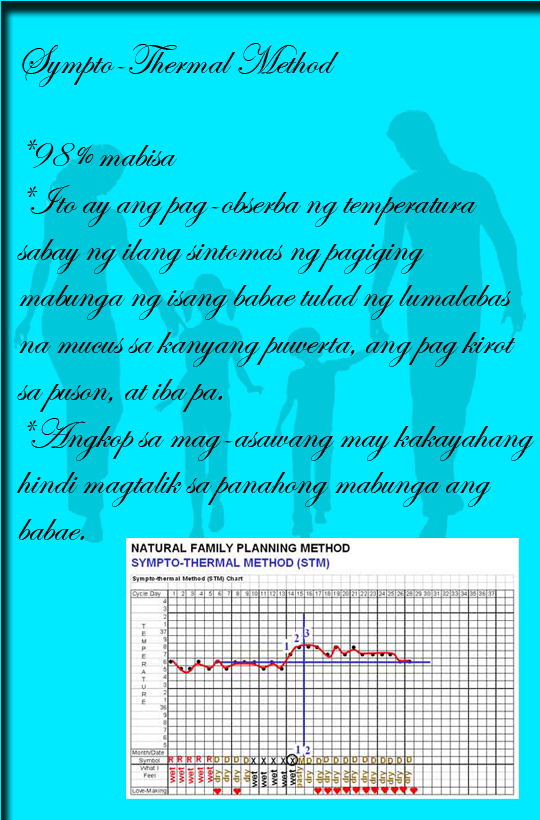 Sympto-Thermal Method
*98% mabisa
*Ito ay ang pag-obserba ng temperatura
sabay ng ilang sintomas ng pagiging
mabunga ng isang babae tulad ng lumalabas
na mucus sa kanyang puwerta, ang pag kirot
sa puson, at iba pa.
*Angkop sa mag-asawang may kakayahang
hindi magtalik sa panahong mabunga ang
babae.
NATURAL FAMILY PLANNING METHOD
SYMPTO-THERMAL METHOD (STM)
Sympto-thermal Method (STM) Chart
Cycle Day 1 2 3 4 5 6 7 8 9 10 11 12 13 14 15 16 17 18 19 20 21 22 23 24 25 26 27 28 29 30 31 32 33 34 35 36 37
TEMPERATURE
1 2 3
1 2
Month/Date
Symbol R R R R R D D D D X X X X X M D D D D D D D D D D D D D
What I
Feel wet wet wet wet wet dry dry dry dry wet wet wet wet wet pasty dry dry dry dry dry dry dry dry dry dry dry dry
Love-Making